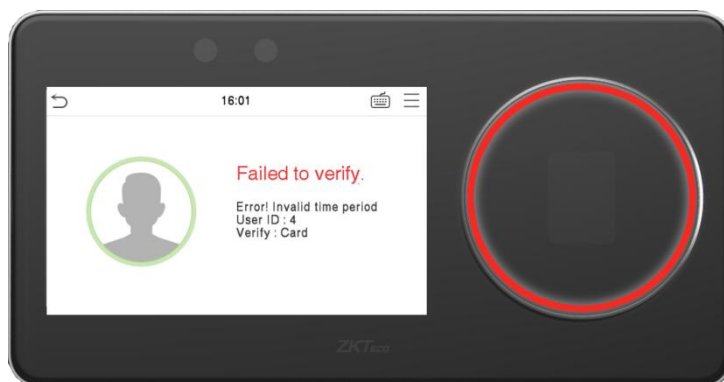 16:01
Failed to verify.
Error! Invalid time period
User ID : 4
Verify : Card
ZKTeco